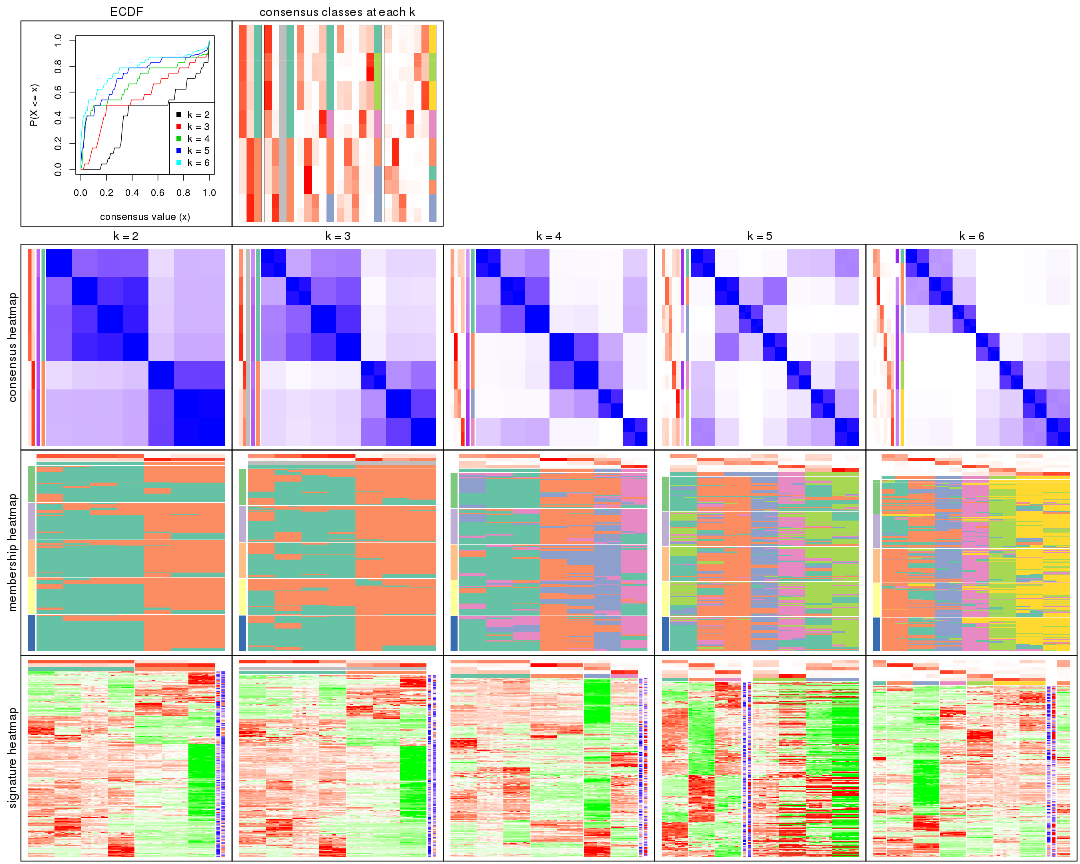 ECDF
consensus classes at each k
P(X <= x)
0.0 0.2 0.4 0.6 0.8 1.0
k = 2
k = 3
k = 4
k = 5
k = 6
0.0 0.2 0.4 0.6 0.8 1.0
consensus value (x)
k = 2
k = 3
k = 4
k = 5
k = 6
consensus heatmap
membership heatmap
signature heatmap